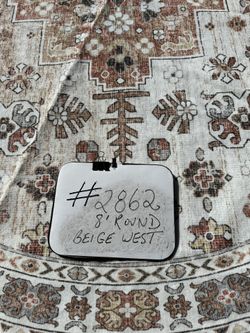 #2862
8' ROUND
BEIGE WEST